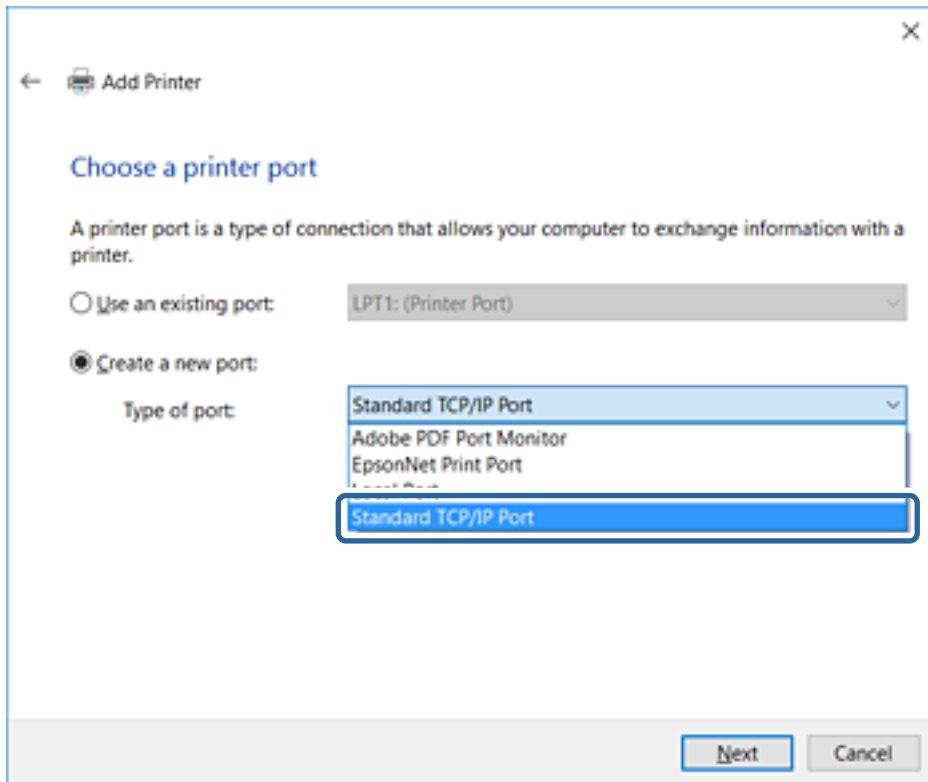 Add Printer
Choose a printer port
A printer port is a type of connection that allows your computer to exchange information with a
printer.
Use an existing port:
LPT1: (Printer Port)
Create a new port:
Type of port:
Standard TCP/IP Port
Adobe PDF Port Monitor
EpsonNet Print Port
Local Port
Standard TCP/IP Port
Next
Cancel